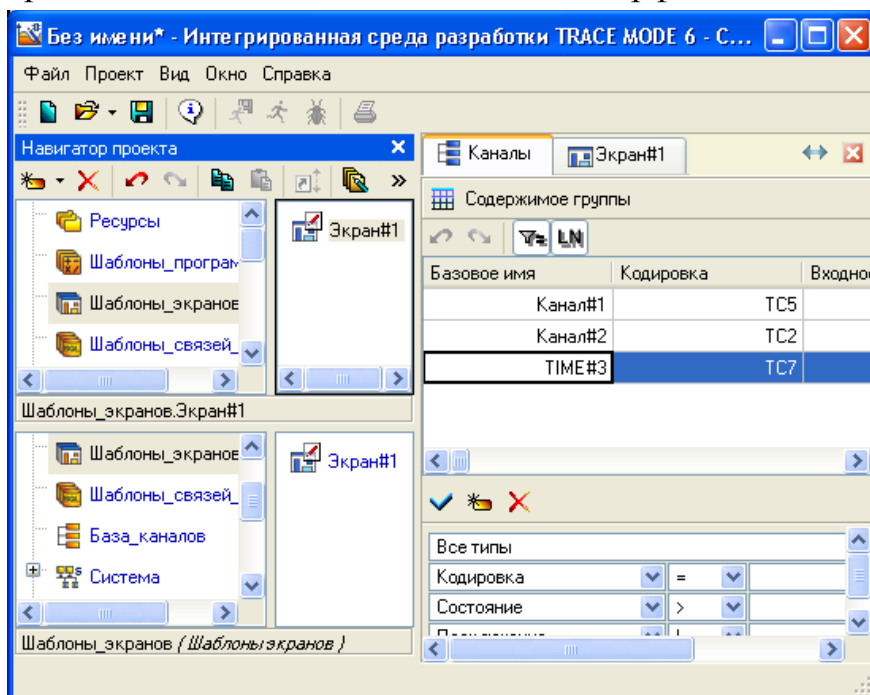 Без имени* - Интегрированная среда разработки TRACE MODE 6 - С...
Файл Проект Вид Окно Справка
Навигатор проекта
Ресурсы
Шаблоны_програм
Шаблоны_экранов
Шаблоны_связей_
Экран#1
Шаблоны_экранов.Экран#1
Шаблоны_экранов
Шаблоны_связей_
База_каналов
Система
Экран#1
Шаблоны_экранов ( Шаблоны экранов )
Каналы Экран#1
Содержимое группы
LN
Базовое имя Кодировка Входно
Канал#1 TC5
Канал#2 TC2
TIME#3 TC7
Все типы
Кодировка =
Состояние >